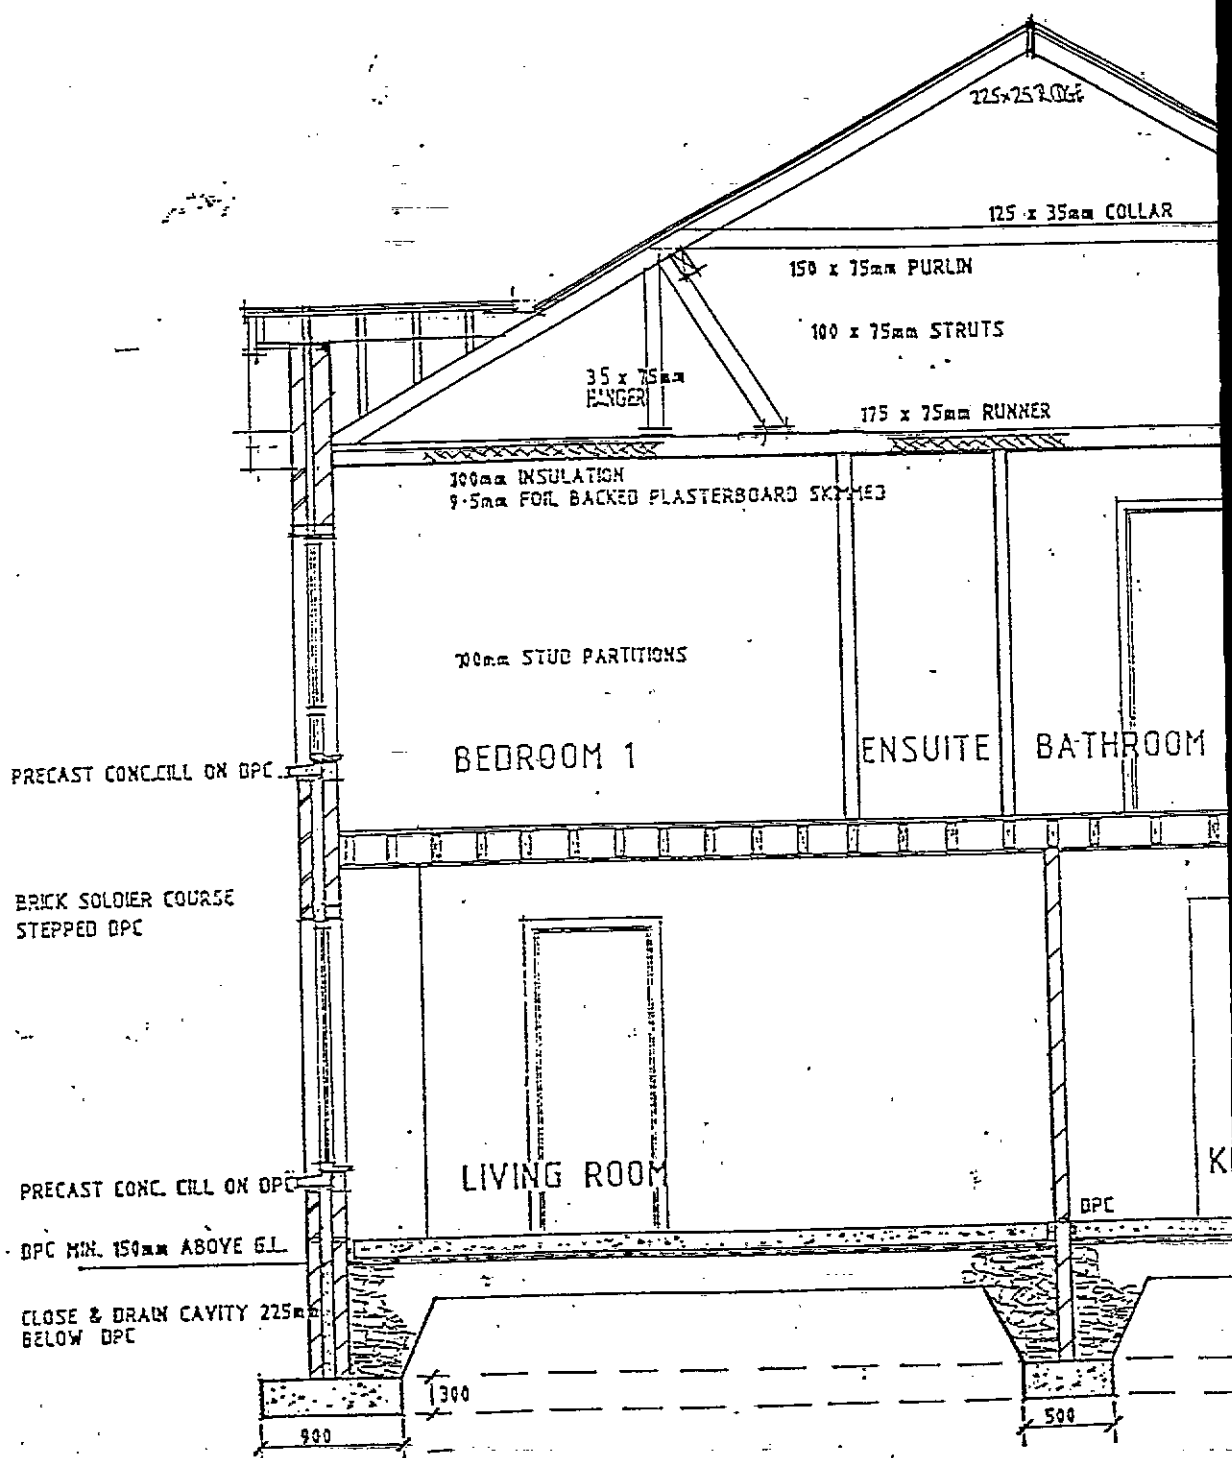 225x25 RIDGE
125 x 35mm COLLAR
150 x 75mm PURLIN
100 x 75mm STRUTS
35 x 75mm
HANGER
175 x 75mm RUNNER
100mm INSULATION
9·5mm FOIL BACKED PLASTERBOARD SKIMMED
100mm STUD PARTITIONS
BEDROOM 1
ENSUITE
BATHROOM
PRECAST CONC.CILL ON DPC
BRICK SOLDIER COURSE
STEPPED DPC
LIVING ROOM
K
PRECAST CONC. CILL ON DPC
DPC
DPC MIN. 150mm ABOVE G.L.
CLOSE & DRAIN CAVITY 225mm
BELOW DPC
300
900
500